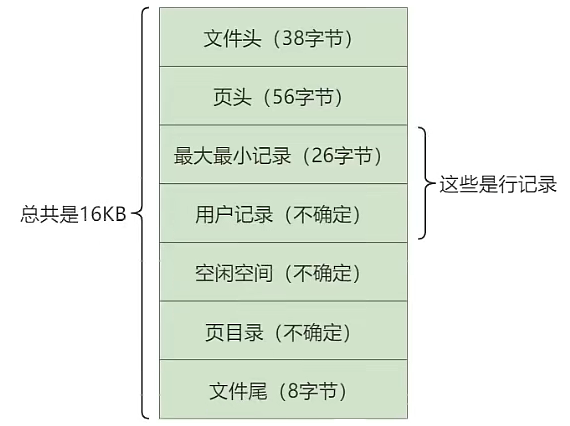 文件头（38字节）
页头（56字节）
最大最小记录（26字节）
这些是行记录
总共是16KB
用户记录（不确定）
空闲空间（不确定）
页目录（不确定）
文件尾（8字节）